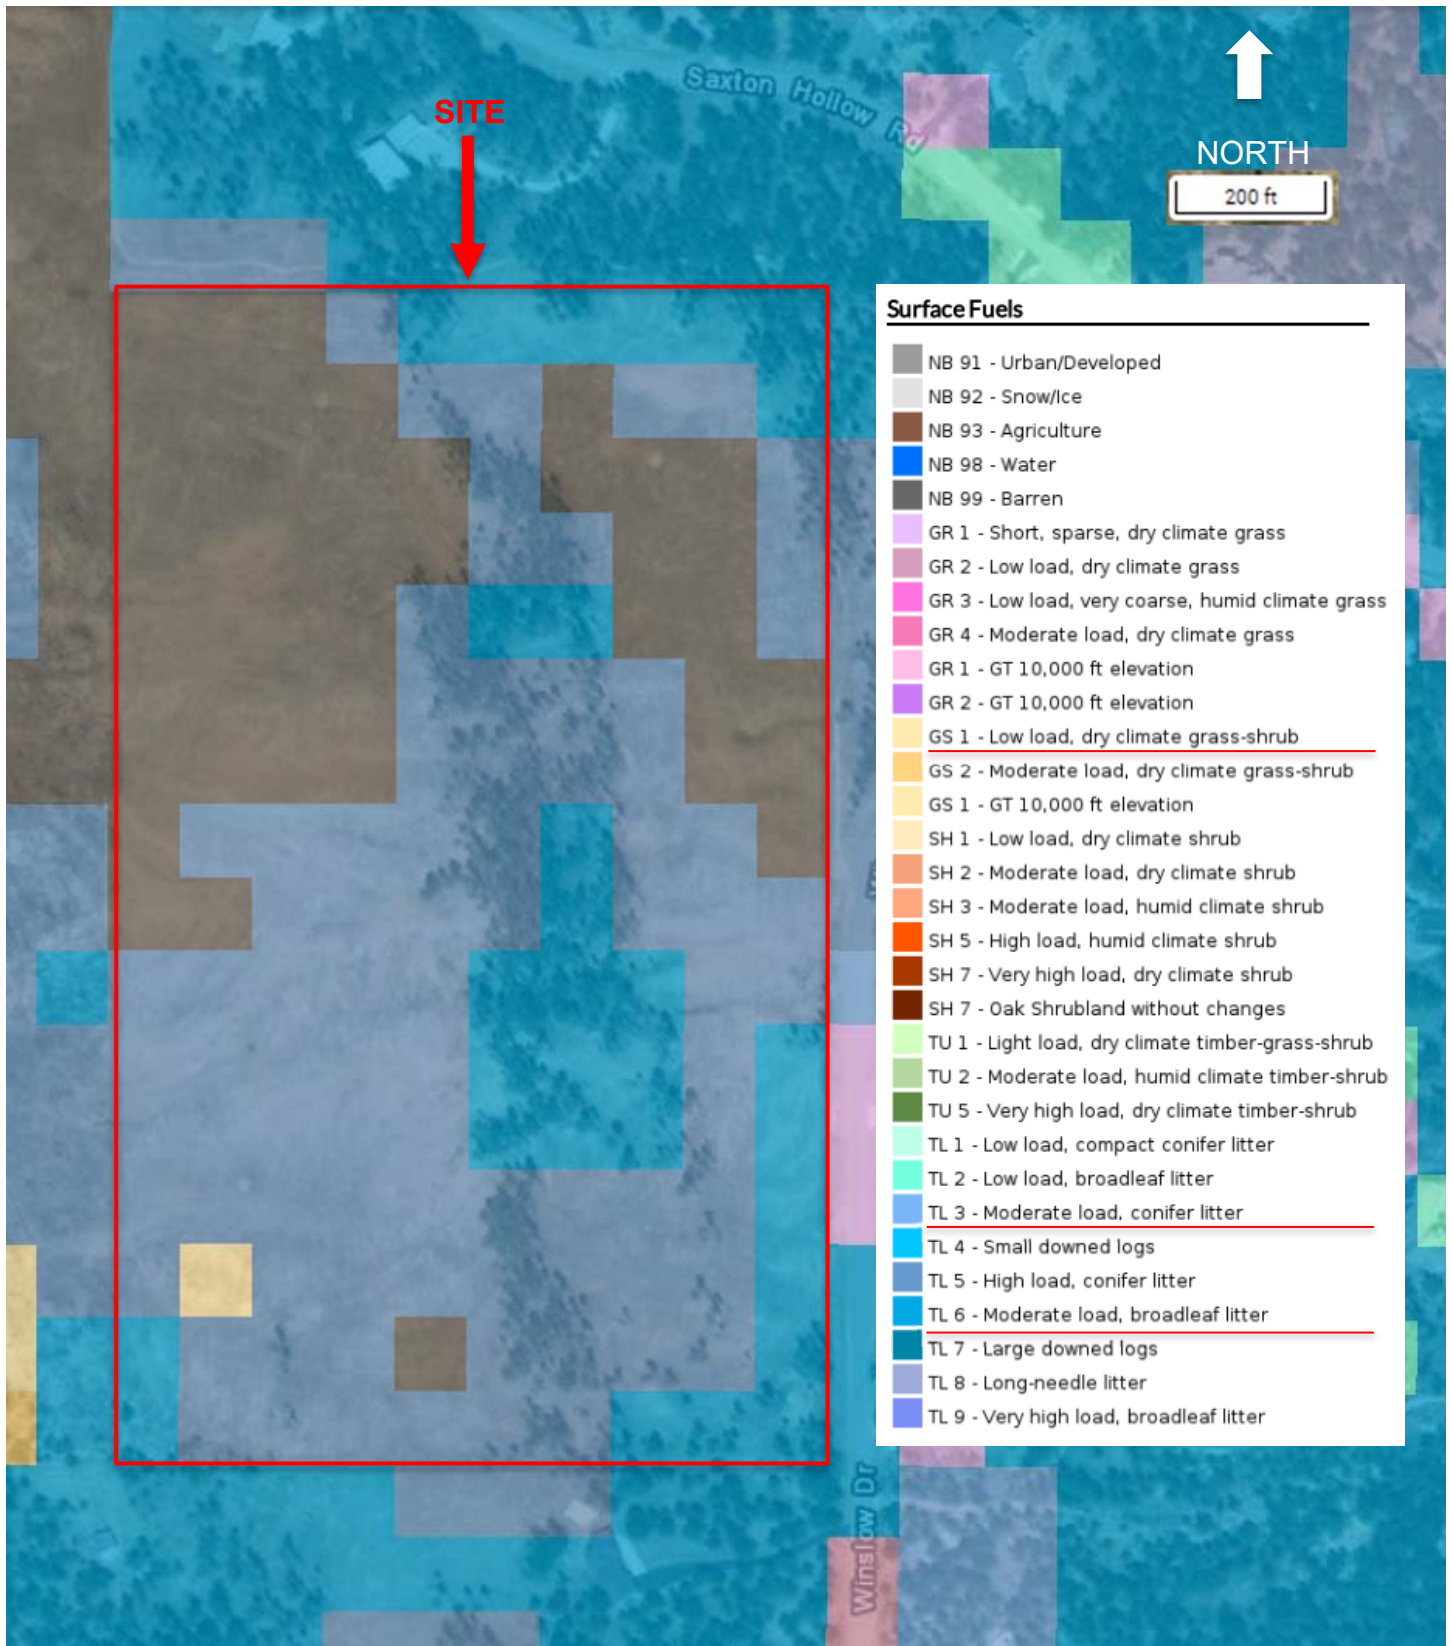 Saxton Hollow Rd
SITE
NORTH
200 ft
Surface Fuels
NB 91 - Urban/Developed
NB 92 - Snow/Ice
NB 93 - Agriculture
NB 98 - Water
NB 99 - Barren
GR 1 - Short, sparse, dry climate grass
GR 2 - Low load, dry climate grass
GR 3 - Low load, very coarse, humid climate grass
GR 4 - Moderate load, dry climate grass
GR 1 - GT 10,000 ft elevation
GR 2 - GT 10,000 ft elevation
GS 1 - Low load, dry climate grass-shrub
GS 2 - Moderate load, dry climate grass-shrub
GS 1 - GT 10,000 ft elevation
SH 1 - Low load, dry climate shrub
SH 2 - Moderate load, dry climate shrub
SH 3 - Moderate load, humid climate shrub
SH 5 - High load, humid climate shrub
SH 7 - Very high load, dry climate shrub
SH 7 - Oak Shrubland without changes
TU 1 - Light load, dry climate timber-grass-shrub
TU 2 - Moderate load, humid climate timber-shrub
TU 5 - Very high load, dry climate timber-shrub
TL 1 - Low load, compact conifer litter
TL 2 - Low load, broadleaf litter
TL 3 - Moderate load, conifer litter
TL 4 - Small downed logs
TL 5 - High load, conifer litter
TL 6 - Moderate load, broadleaf litter
TL 7 - Large downed logs
TL 8 - Long-needle litter
TL 9 - Very high load, broadleaf litter
Winslow Dr